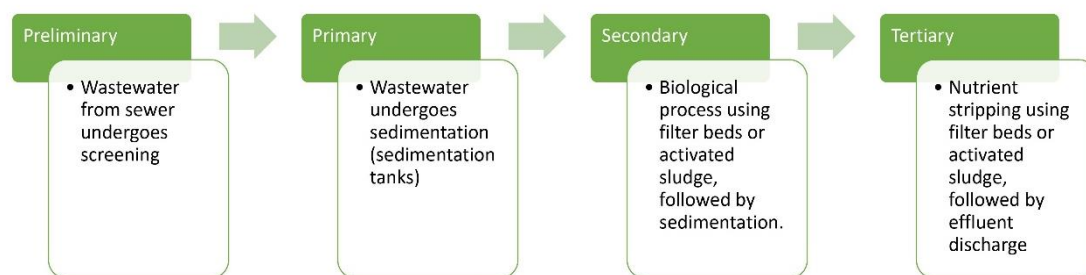 Preliminary
• Wastewater
from sewer
undergoes
screening
Primary
• Wastewater
undergoes
sedimentation
(sedimentation
tanks)
Secondary
• Biological
process using
filter beds or
activated
sludge,
followed by
sedimentation.
Tertiary
• Nutrient
stripping using
filter beds or
activated
sludge,
followed by
effluent
discharge